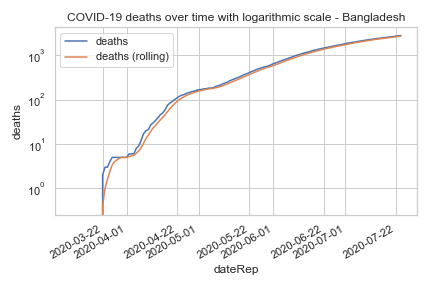 COVID-19 deaths over time with logarithmic scale - Bangladesh
deaths
deaths (rolling)
10³
10²
10¹
10⁰
deaths
2020-03-22
2020-04-01
2020-04-22
2020-05-01
2020-05-22
2020-06-01
2020-06-22
2020-07-01
2020-07-22
dateRep